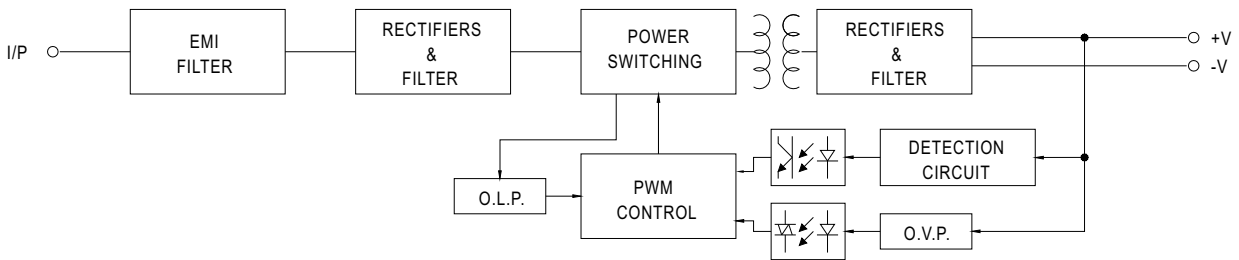 I/P
EMI
FILTER
RECTIFIERS
&
FILTER
POWER
SWITCHING
RECTIFIERS
&
FILTER
+V
-V
O.L.P.
PWM
CONTROL
DETECTION
CIRCUIT
O.V.P.